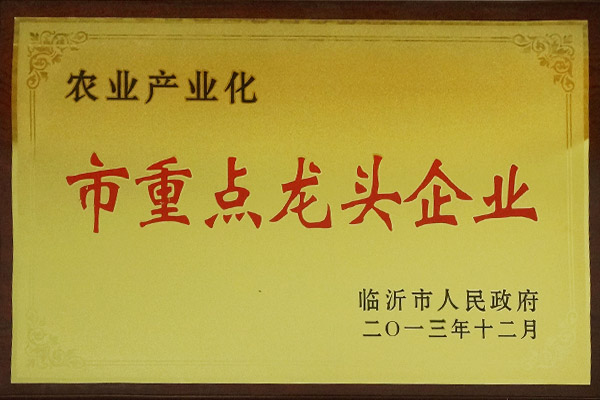 农业产业化
市重点龙头企业
临沂市人民政府
二〇一三年十二月